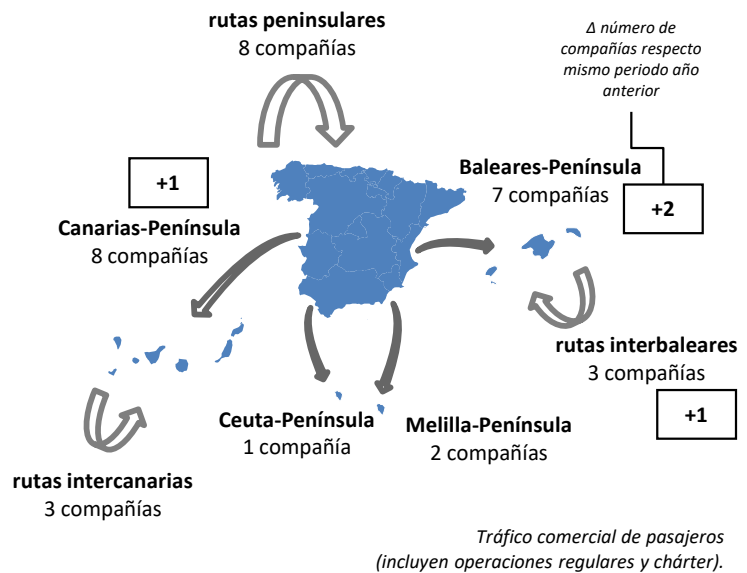 rutas peninsulares
8 compañías
Δ número de
compañías respecto
mismo periodo año
anterior
+1
Canarias-Península
8 compañías
Baleares-Península
7 compañías
+2
rutas interbaleares
3 compañías
+1
Ceuta-Península
1 compañía
Melilla-Península
2 compañías
rutas intercanarias
3 compañías
Tráfico comercial de pasajeros
(incluyen operaciones regulares y chárter).